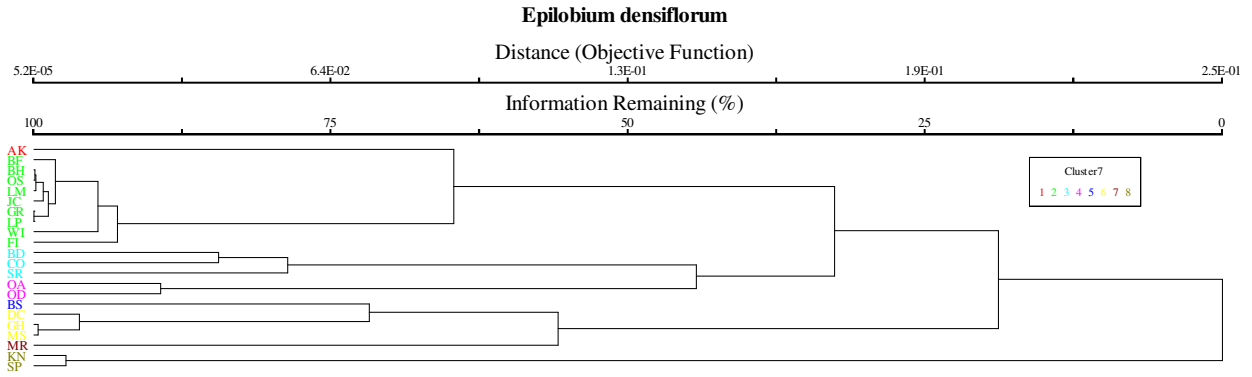 Epilobium densiflorum
Distance (Objective Function)
5.2E-05 6.4E-02 1.3E-01 1.9E-01 2.5E-01
Information Remaining (%)
100 75 50 25 0
AK
BF
BH
OS
LM
JC
GR
LP
WI
FI
BD
CO
SR
OA
OD
BS
DC
GH
MS
MR
KN
SP
Cluster7
1 2 3 4 5 6 7 8